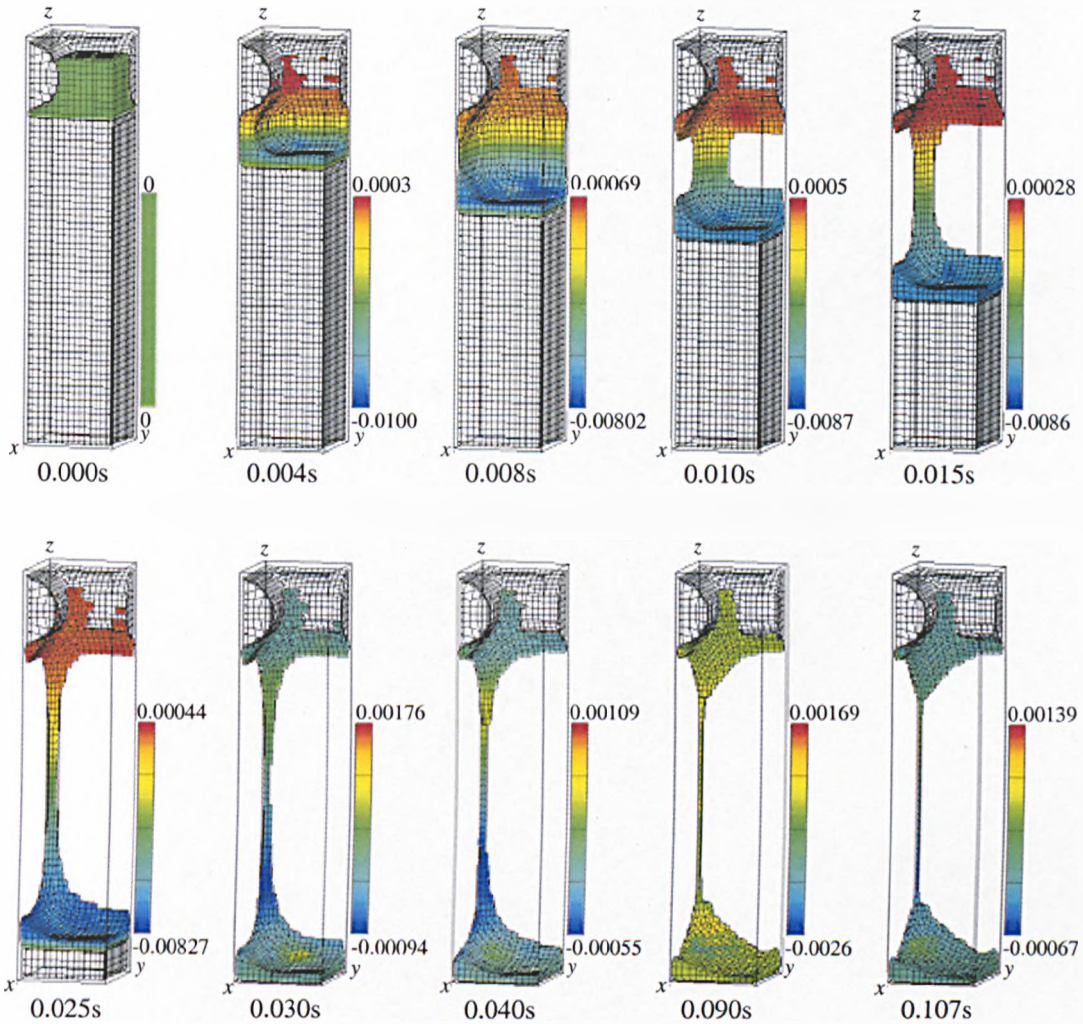 z z z z z
0 0.0003 0.00069 0.0005 0.00028
0 -0.0100 -0.00802 -0.0087 -0.0086
y y y y y
x x x x x
0.000s 0.004s 0.008s 0.010s 0.015s
z z z z z
0.00044 0.00176 0.00109 0.00169 0.00139
-0.00827 -0.00094 -0.00055 -0.0026 -0.00067
y y y y y
x x x x x
0.025s 0.030s 0.040s 0.090s 0.107s